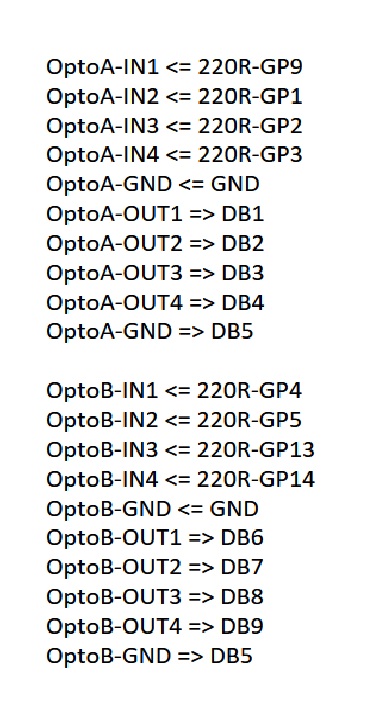 OptoA-IN1 <= 220R-GP9
OptoA-IN2 <= 220R-GP1
OptoA-IN3 <= 220R-GP2
OptoA-IN4 <= 220R-GP3
OptoA-GND <= GND
OptoA-OUT1 => DB1
OptoA-OUT2 => DB2
OptoA-OUT3 => DB3
OptoA-OUT4 => DB4
OptoA-GND => DB5
OptoB-IN1 <= 220R-GP4
OptoB-IN2 <= 220R-GP5
OptoB-IN3 <= 220R-GP13
OptoB-IN4 <= 220R-GP14
OptoB-GND <= GND
OptoB-OUT1 => DB6
OptoB-OUT2 => DB7
OptoB-OUT3 => DB8
OptoB-OUT4 => DB9
OptoB-GND => DB5